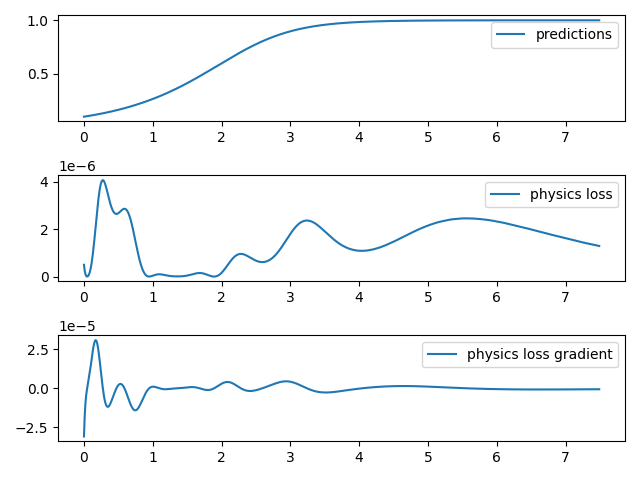 1.0
predictions
0.5
0 1 2 3 4 5 6 7
1e−6
4
physics loss
2
0
0 1 2 3 4 5 6 7
1e−5
2.5
physics loss gradient
0.0
−2.5
0 1 2 3 4 5 6 7